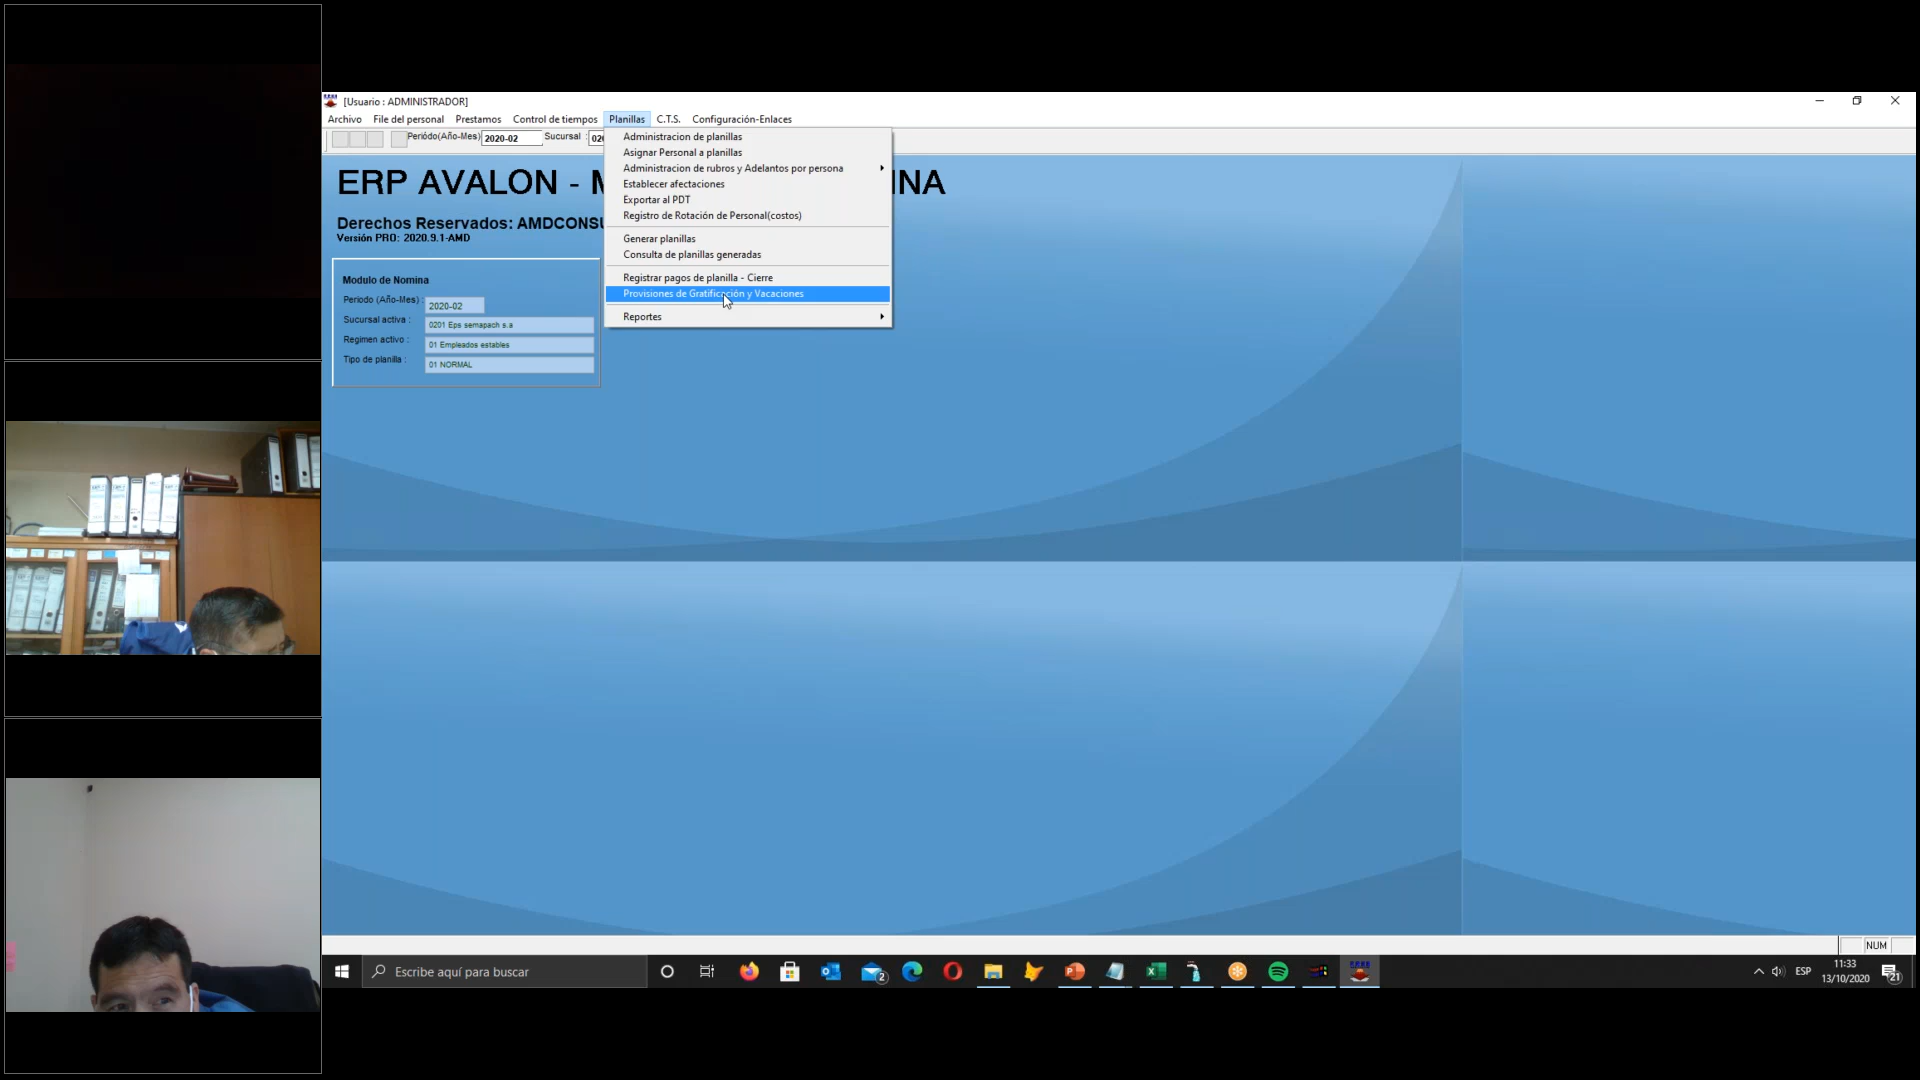 [Usuario : ADMINISTRADOR]
Archivo File del personal Prestamos Control de tiempos Planillas C.T.S. Configuración-Enlaces
Periódo(Año-Mes) 2020-02 Sucursal : 020
Administracion de planillas
Asignar Personal a planillas
Administracion de rubros y Adelantos por persona
Establecer afectaciones
Exportar al PDT
Registro de Rotación de Personal(costos)
Generar planillas
Consulta de planillas generadas
Registrar pagos de planilla - Cierre
Provisiones de Gratificación y Vacaciones
Reportes
ERP AVALON - M INA
Derechos Reservados: AMDCONSU
Versión PRO: 2020.9.1-AMD
Modulo de Nomina
Periodo (Año-Mes) : 2020-02
Sucursal activa : 0201 Eps semapach s.a
Regimen activo : 01 Empleados estables
Tipo de planilla : 01 NORMAL
NUM
Escribe aquí para buscar
2
ESP
11:33
13/10/2020
21